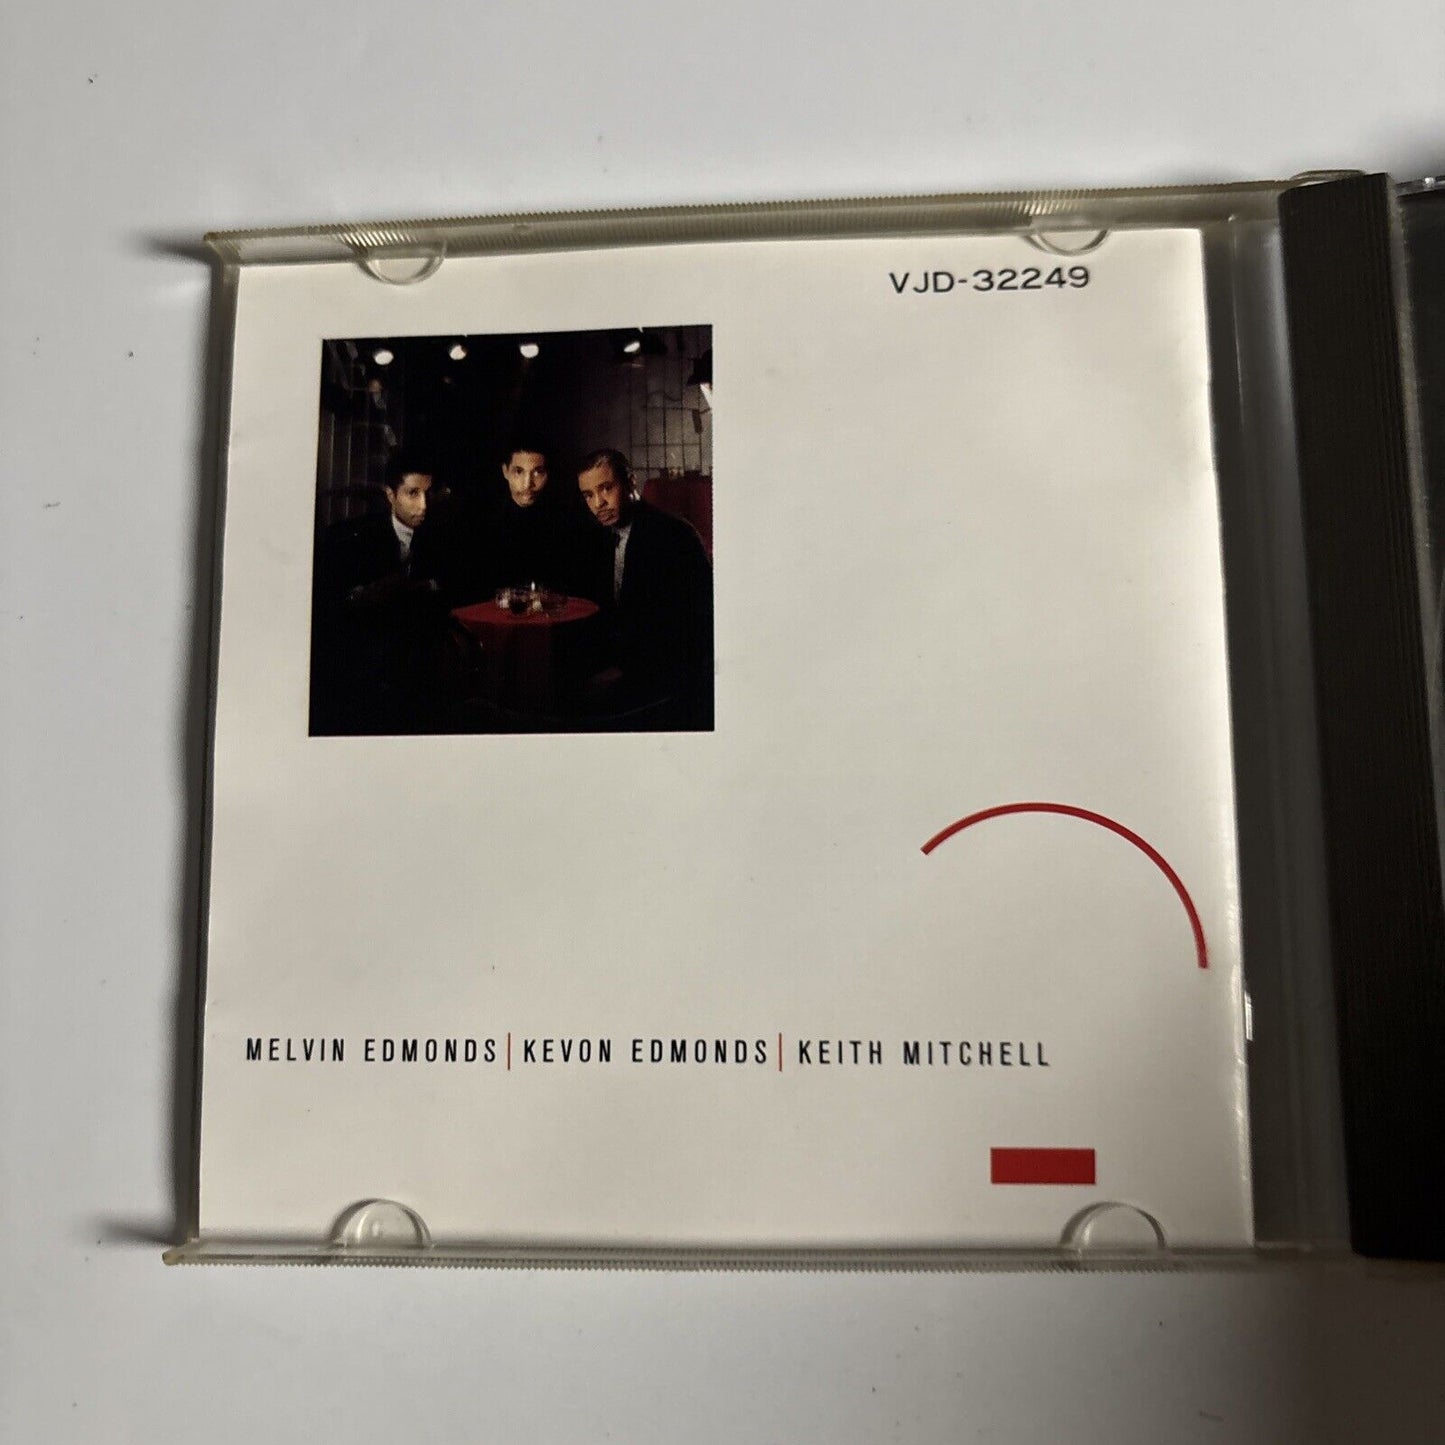 VJD-32249
MELVIN EDMONDS|KEVON EDMONDS|KEITH MITCHELL